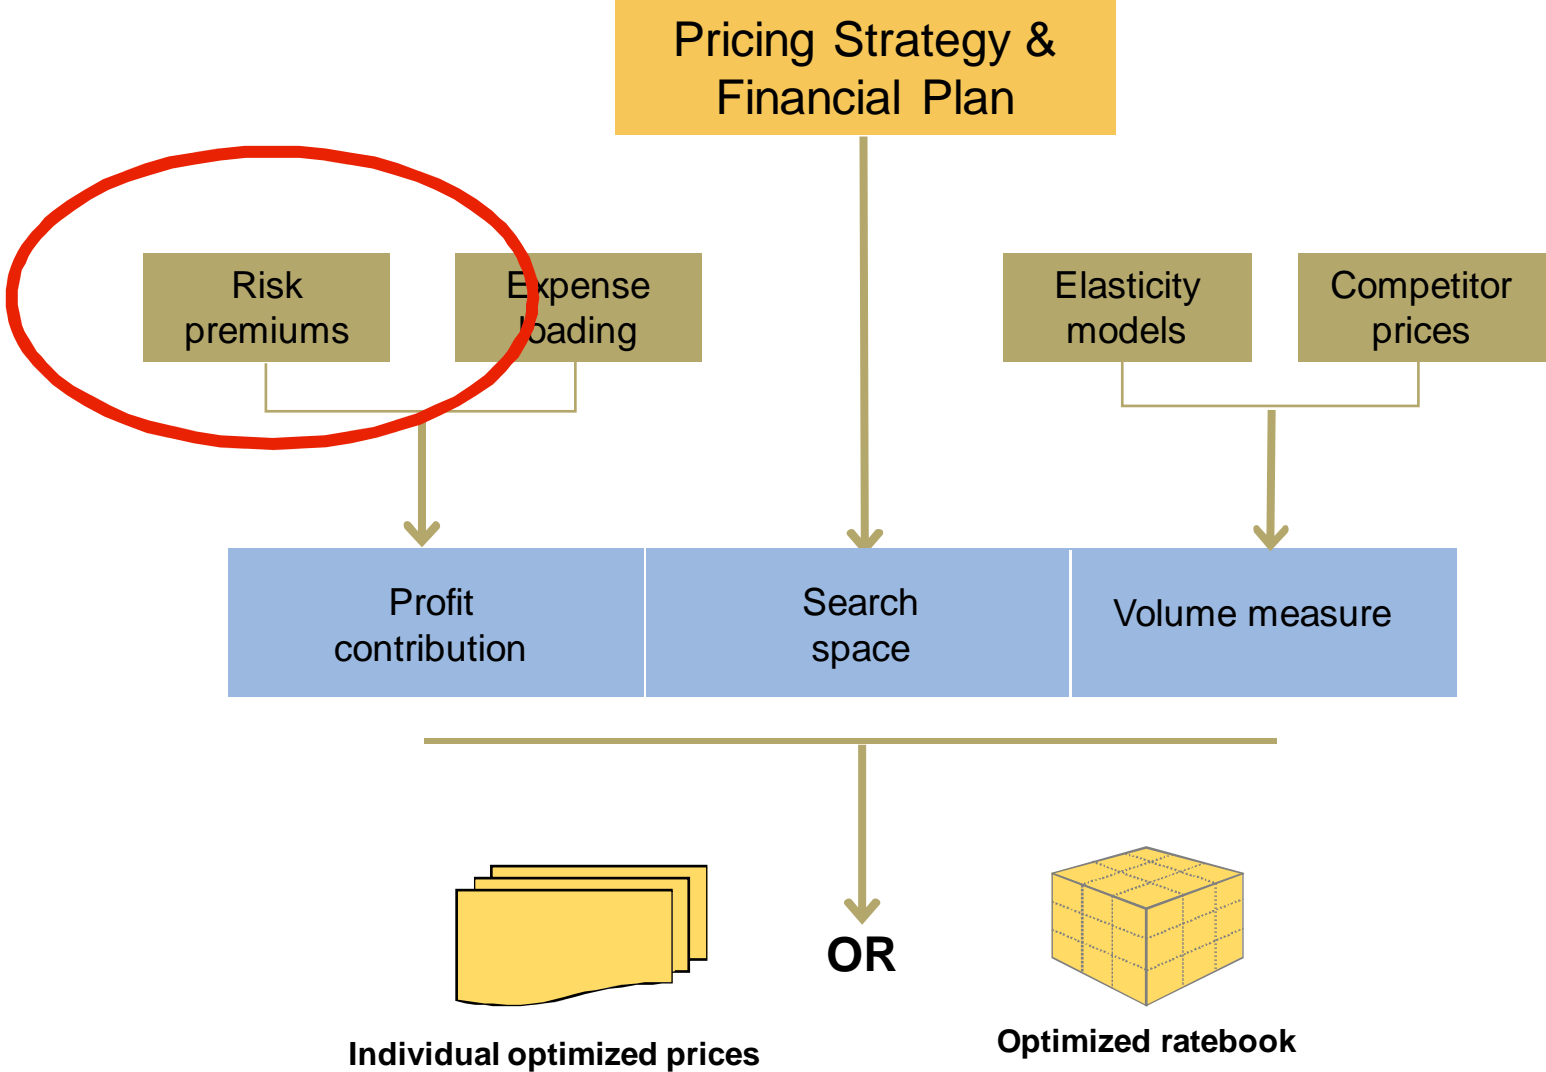 Pricing Strategy &
Financial Plan
Risk
premiums
Expense
loading
Elasticity
models
Competitor
prices
Profit
contribution
Search
space
Volume measure
OR
Individual optimized prices
Optimized ratebook